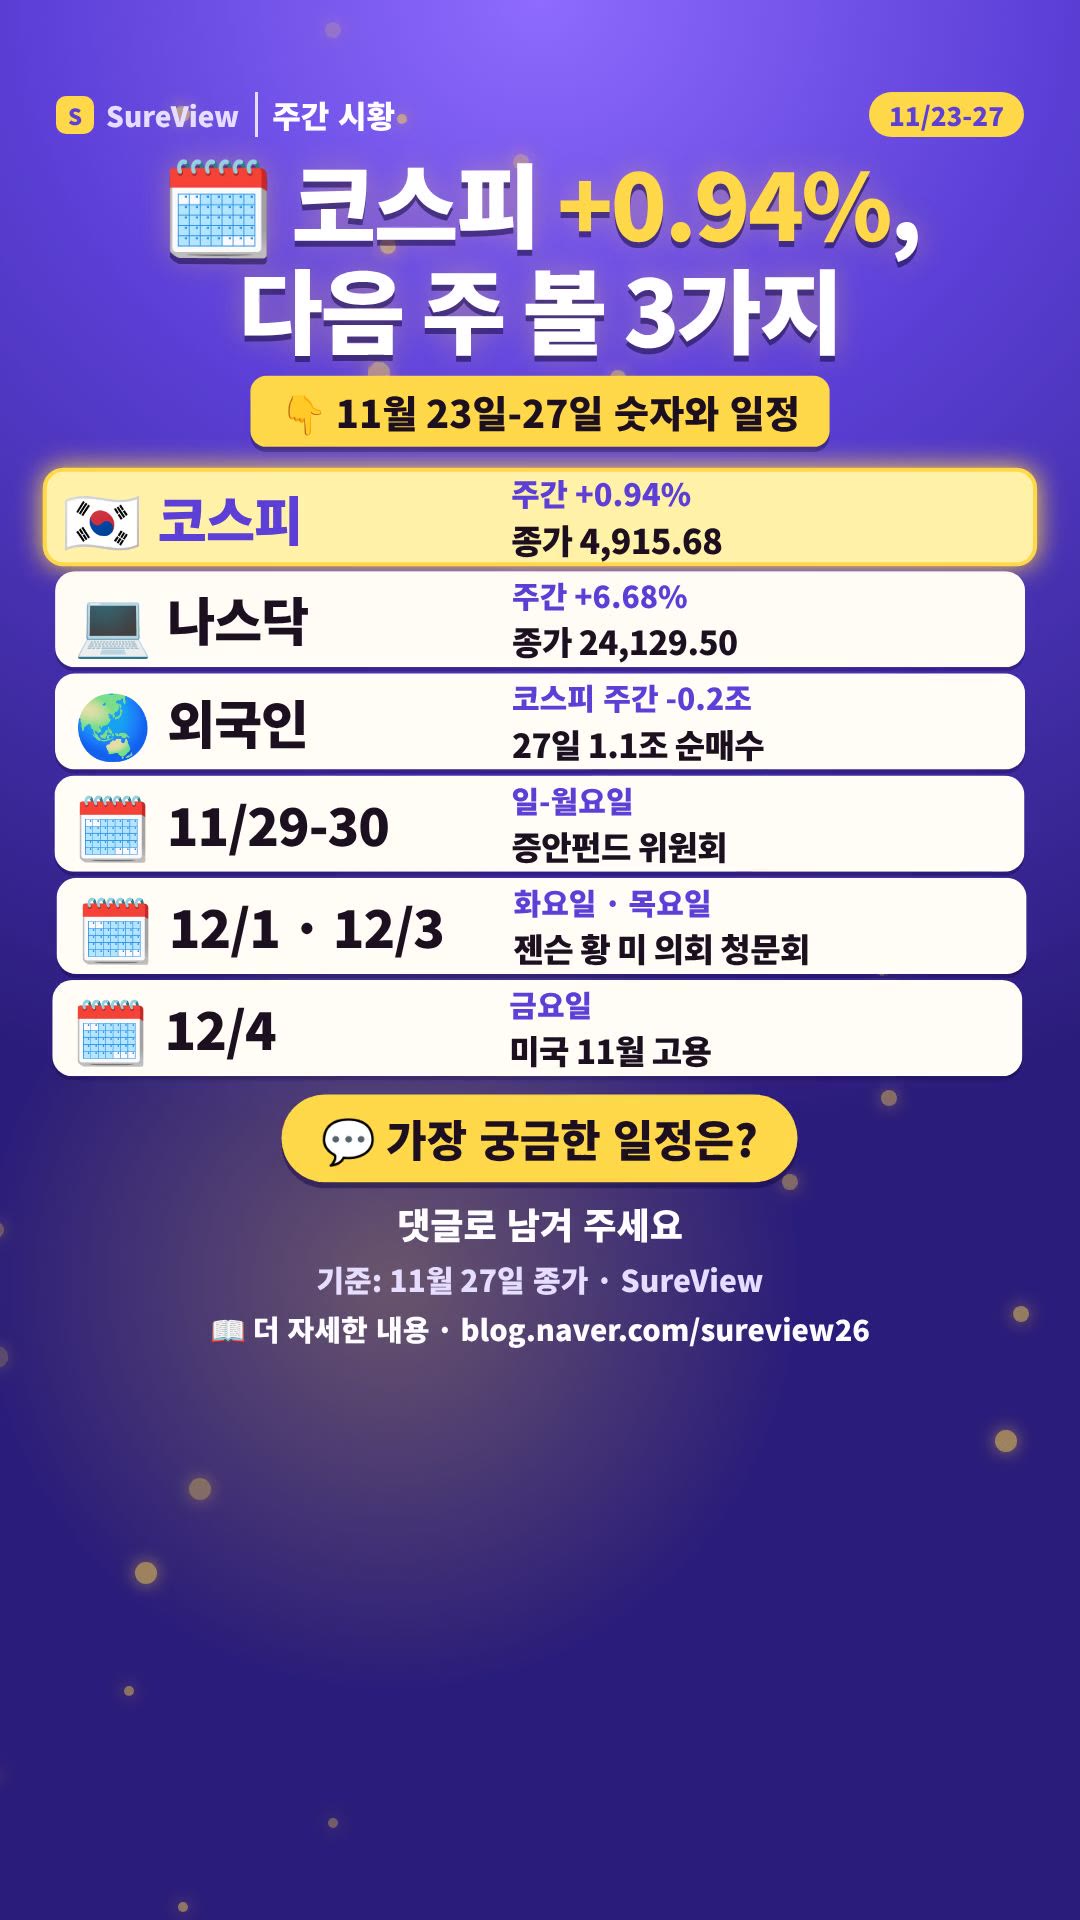 S SureView | 주간 시황
11/23-27
코스피 +0.94%,
다음 주 볼 3가지
11월 23일-27일 숫자와 일정
코스피
주간 +0.94%
종가 4,915.68
나스닥
주간 +6.68%
종가 24,129.50
외국인
코스피 주간 -0.2조
27일 1.1조 순매수
11/29-30
일-월요일
증안펀드 위원회
12/1 · 12/3
화요일 · 목요일
젠슨 황 미 의회 청문회
12/4
금요일
미국 11월 고용
가장 궁금한 일정은?
댓글로 남겨 주세요
기준: 11월 27일 종가 · SureView
더 자세한 내용 · blog.naver.com/sureview26